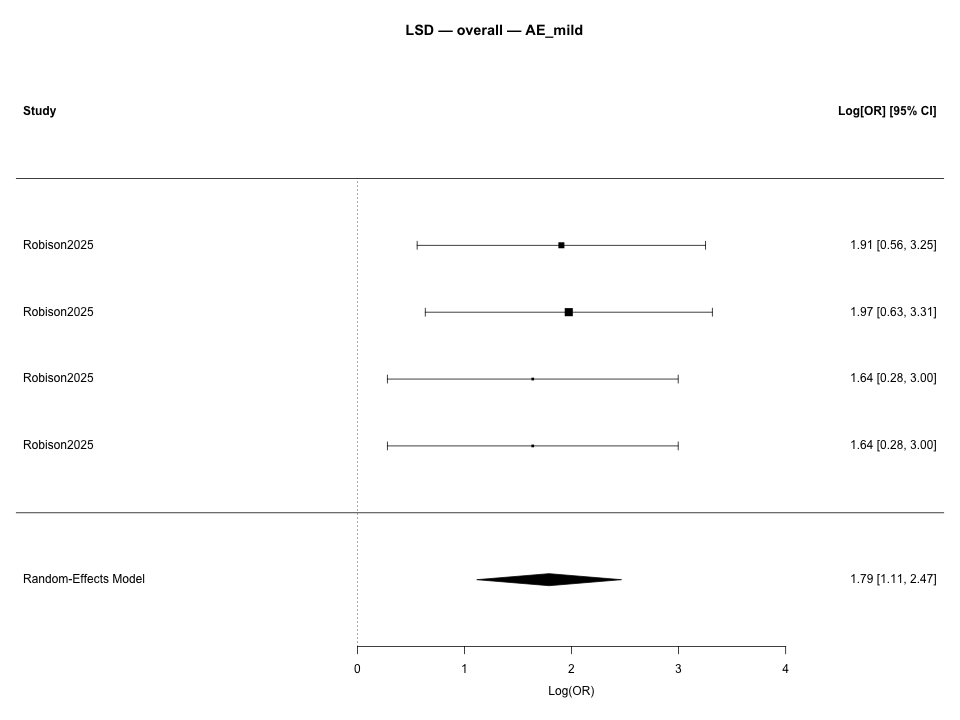 LSD — overall — AE_mild
Study Log[OR] [95% CI]
Robison2025 1.91 [0.56, 3.25]
Robison2025 1.97 [0.63, 3.31]
Robison2025 1.64 [0.28, 3.00]
Robison2025 1.64 [0.28, 3.00]
Random-Effects Model 1.79 [1.11, 2.47]
0 1 2 3 4
Log(OR)